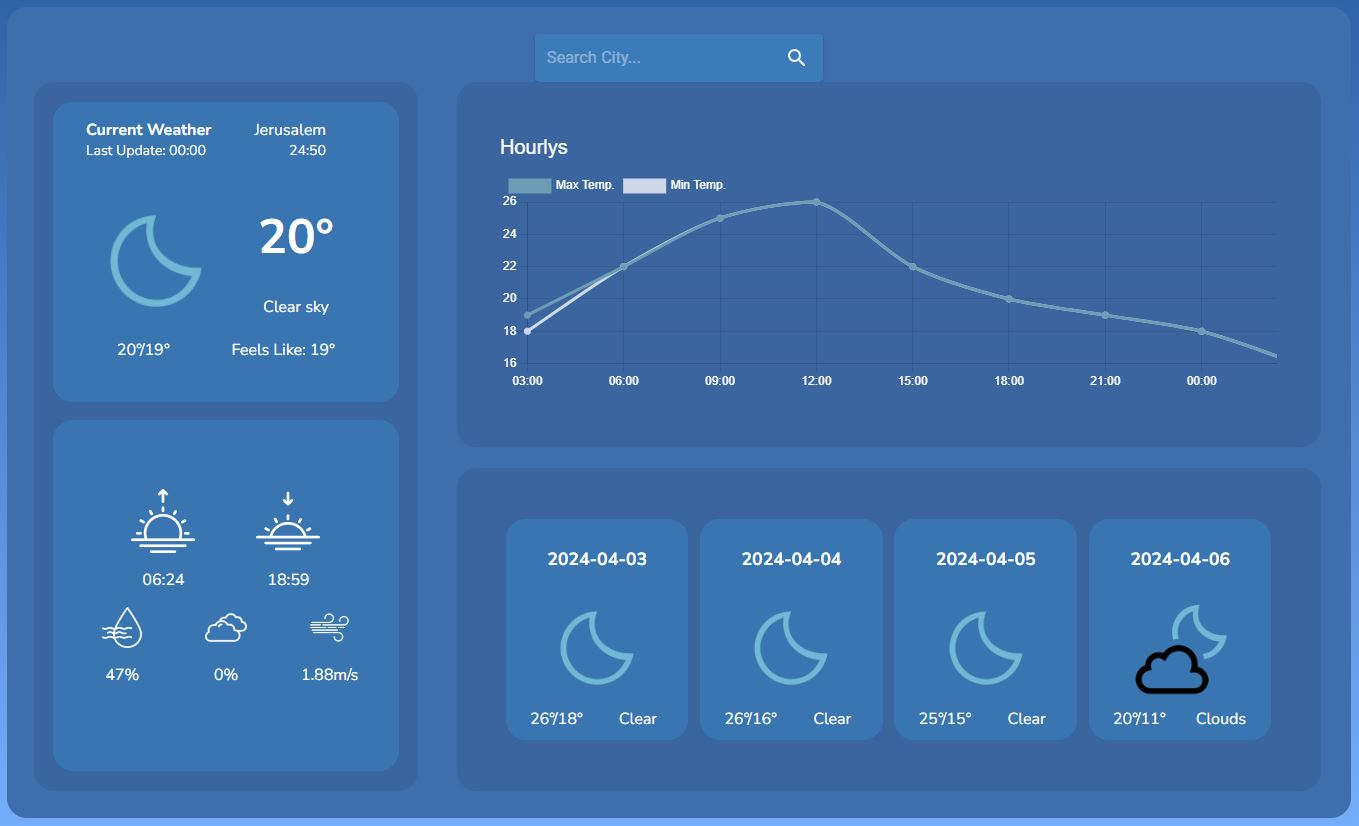 Search City...
Current Weather Jerusalem
Last Update: 00:00 24:50
20°
Clear sky
20°/19° Feels Like: 19°
06:24 18:59
47% 0% 1.88m/s
Hourlys
Max Temp. Min Temp.
26
24
22
20
18
16
03:00 06:00 09:00 12:00 15:00 18:00 21:00 00:00
2024-04-03 2024-04-04 2024-04-05 2024-04-06
26°/18° Clear 26°/16° Clear 25°/15° Clear 20°/11° Clouds